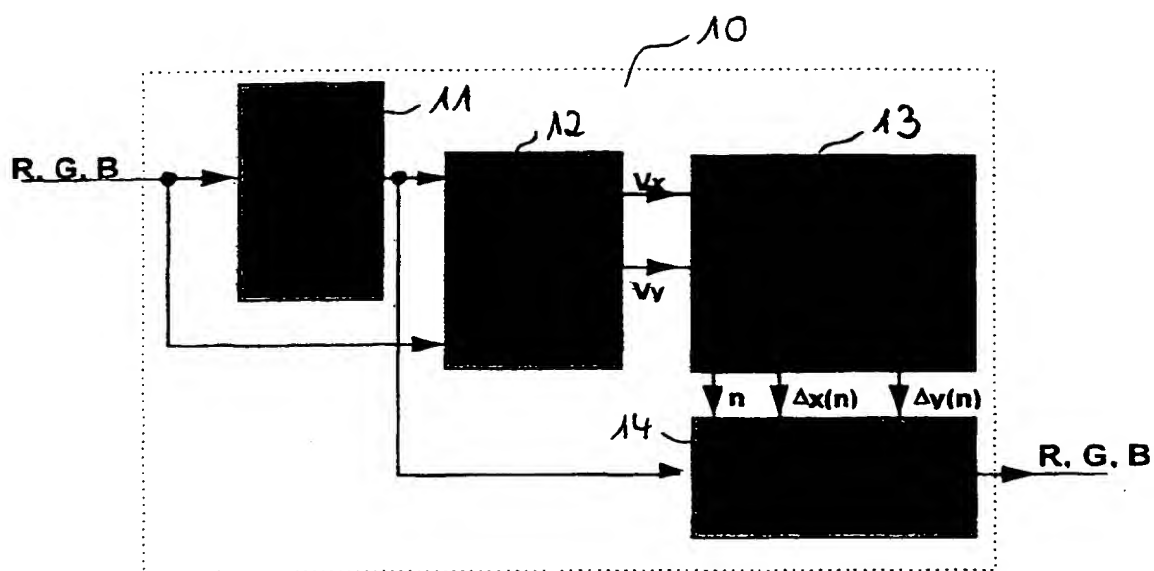 10
11
12
13
R, G, B
Vx
Vy
n
Δx(n)
Δy(n)
14
R, G, B